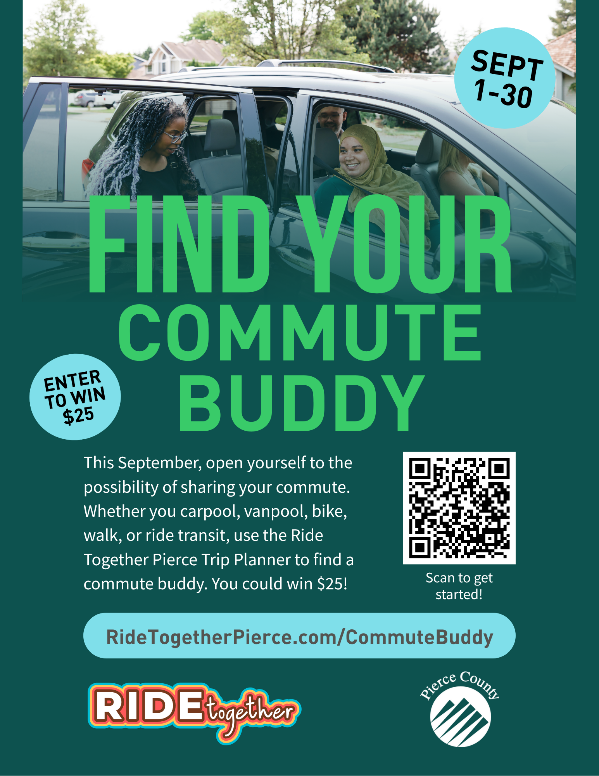 SEPT
1-30
FIND YOUR
COMMUTE
BUDDY
ENTER
TO WIN
$25
This September, open yourself to the
possibility of sharing your commute.
Whether you carpool, vanpool, bike,
walk, or ride transit, use the Ride
Together Pierce Trip Planner to find a
commute buddy. You could win $25!
Scan to get
started!
RideTogetherPierce.com/CommuteBuddy
RIDE together
Pierce County